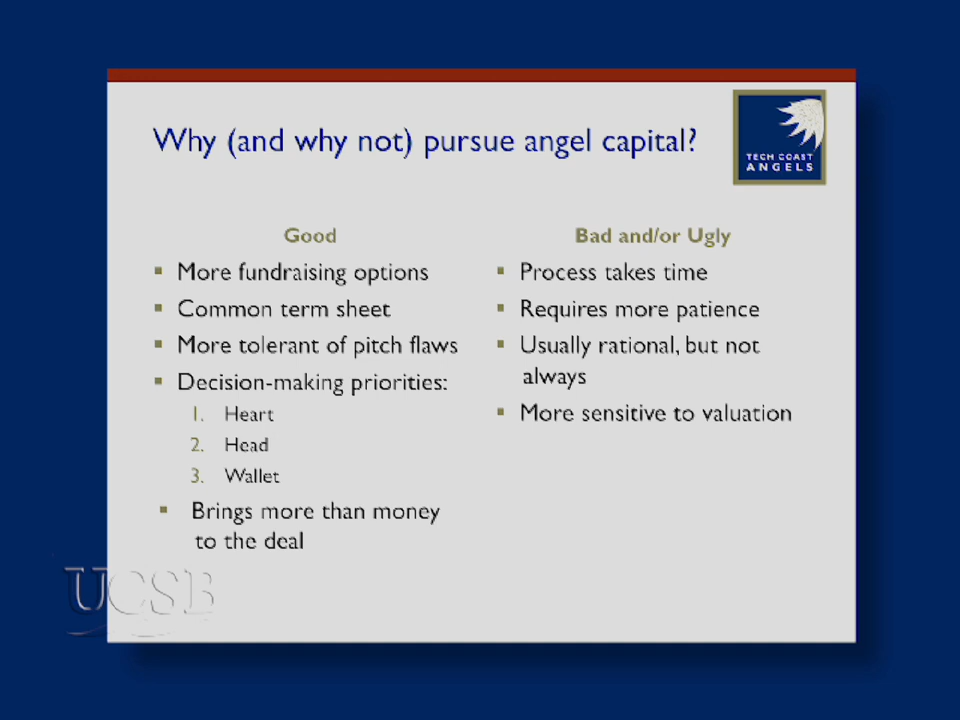 Why (and why not) pursue angel capital?
TECH COAST
ANGELS
Good
▪ More fundraising options
▪ Common term sheet
▪ More tolerant of pitch flaws
▪ Decision-making priorities:
1. Heart
2. Head
3. Wallet
▪ Brings more than money
to the deal
Bad and/or Ugly
▪ Process takes time
▪ Requires more patience
▪ Usually rational, but not
always
▪ More sensitive to valuation
UCSB